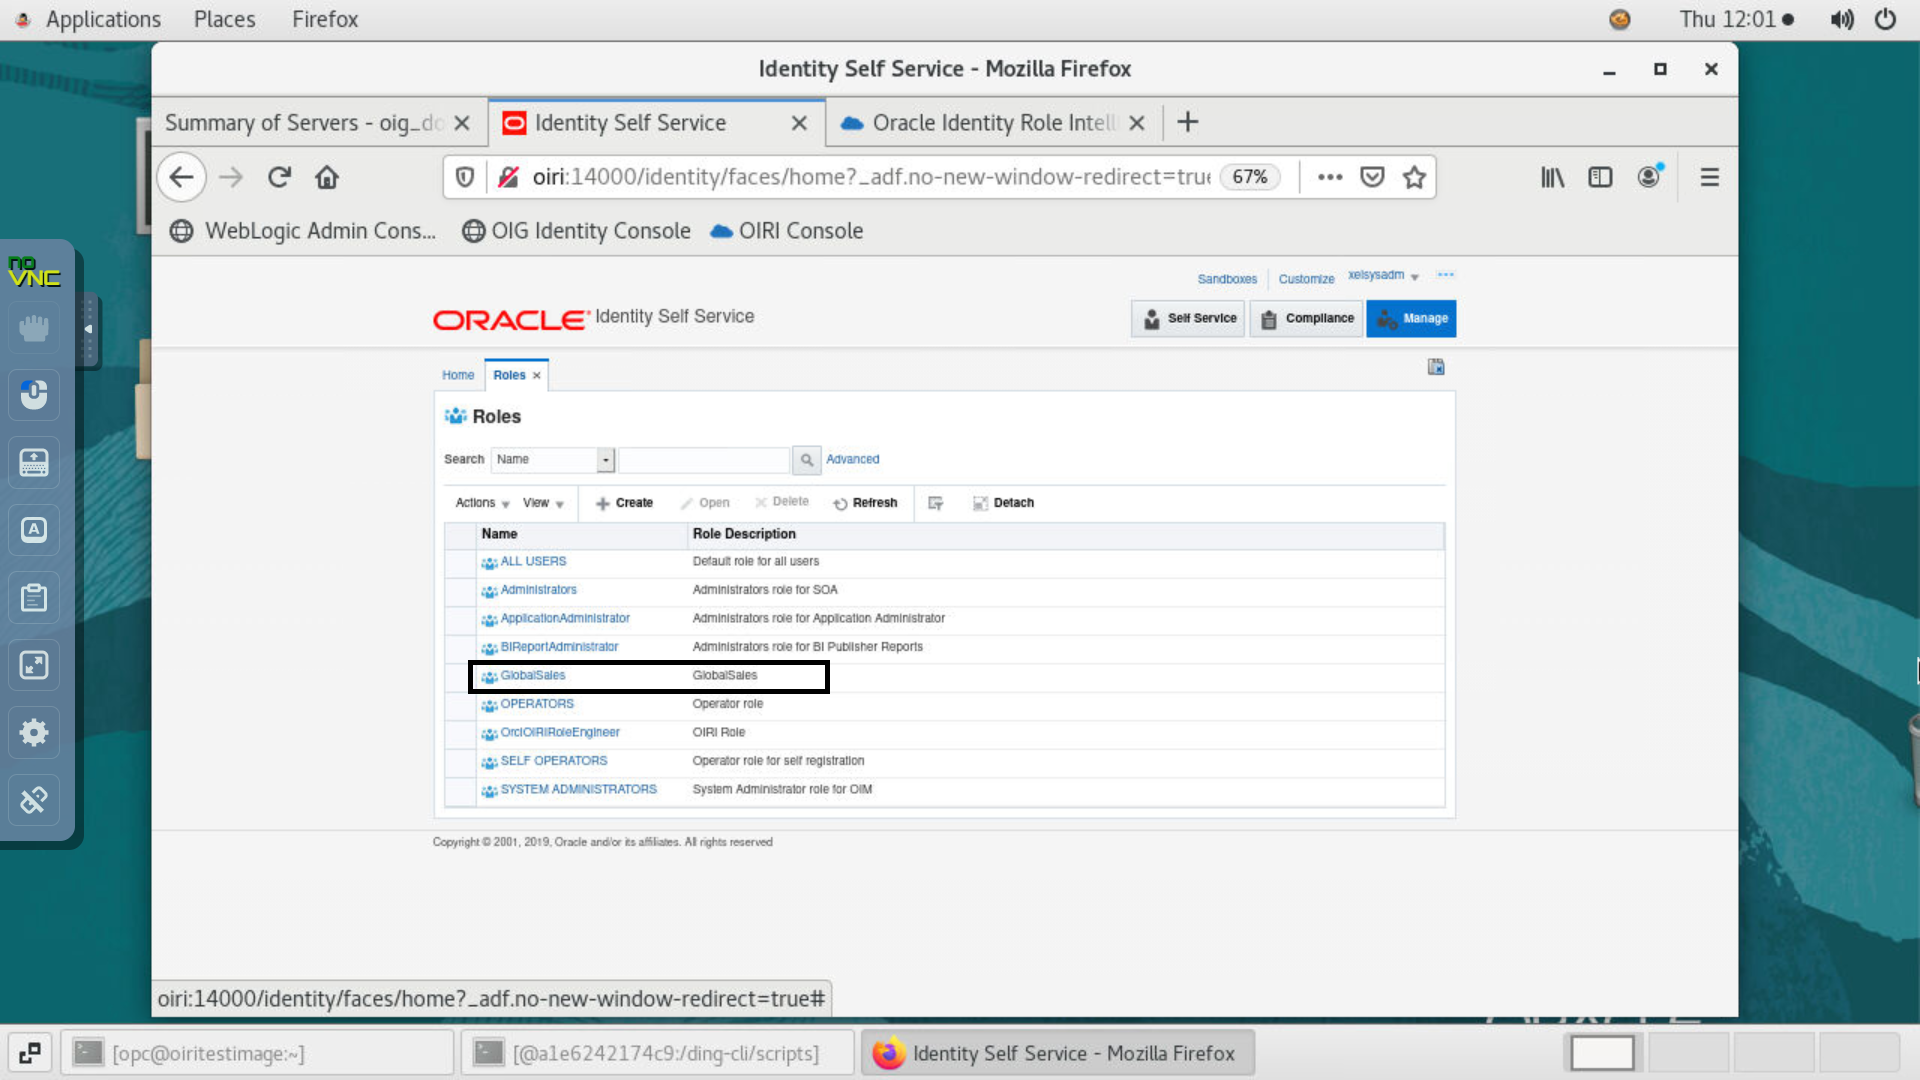 Applications Places Firefox Thu 12:01
Identity Self Service - Mozilla Firefox
Summary of Servers - oig_do Identity Self Service Oracle Identity Role Intell
oiri:14000/identity/faces/home?_adf.no-new-window-redirect=true 67%
WebLogic Admin Cons... OIG Identity Console OIRI Console
no
VNC
Sandboxes Customize xelsysadm
ORACLE Identity Self Service
Self Service Compliance Manage
Home Roles
Roles
Search Name Advanced
Actions View Create Open Delete Refresh Detach
Name Role Description
ALL USERS Default role for all users
Administrators Administrators role for SOA
ApplicationAdministrator Administrators role for Application Administrator
BIReportAdministrator Administrators role for BI Publisher Reports
GlobalSales GlobalSales
OPERATORS Operator role
OrclOIRIRoleEngineer OIRI Role
SELF OPERATORS Operator role for self registration
SYSTEM ADMINISTRATORS System Administrator role for OIM
Copyright © 2001, 2019, Oracle and/or its affiliates. All rights reserved
oiri:14000/identity/faces/home?_adf.no-new-window-redirect=true#
[opc@oiritestimage:~] [@a1e6242174c9:/ding-cli/scripts] Identity Self Service - Mozilla Firefox